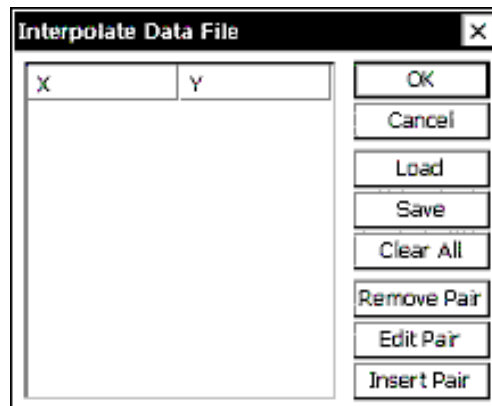 Interpolate Data File
X Y
OK
Cancel
Load
Save
Clear All
Remove Pair
Edit Pair
Insert Pair